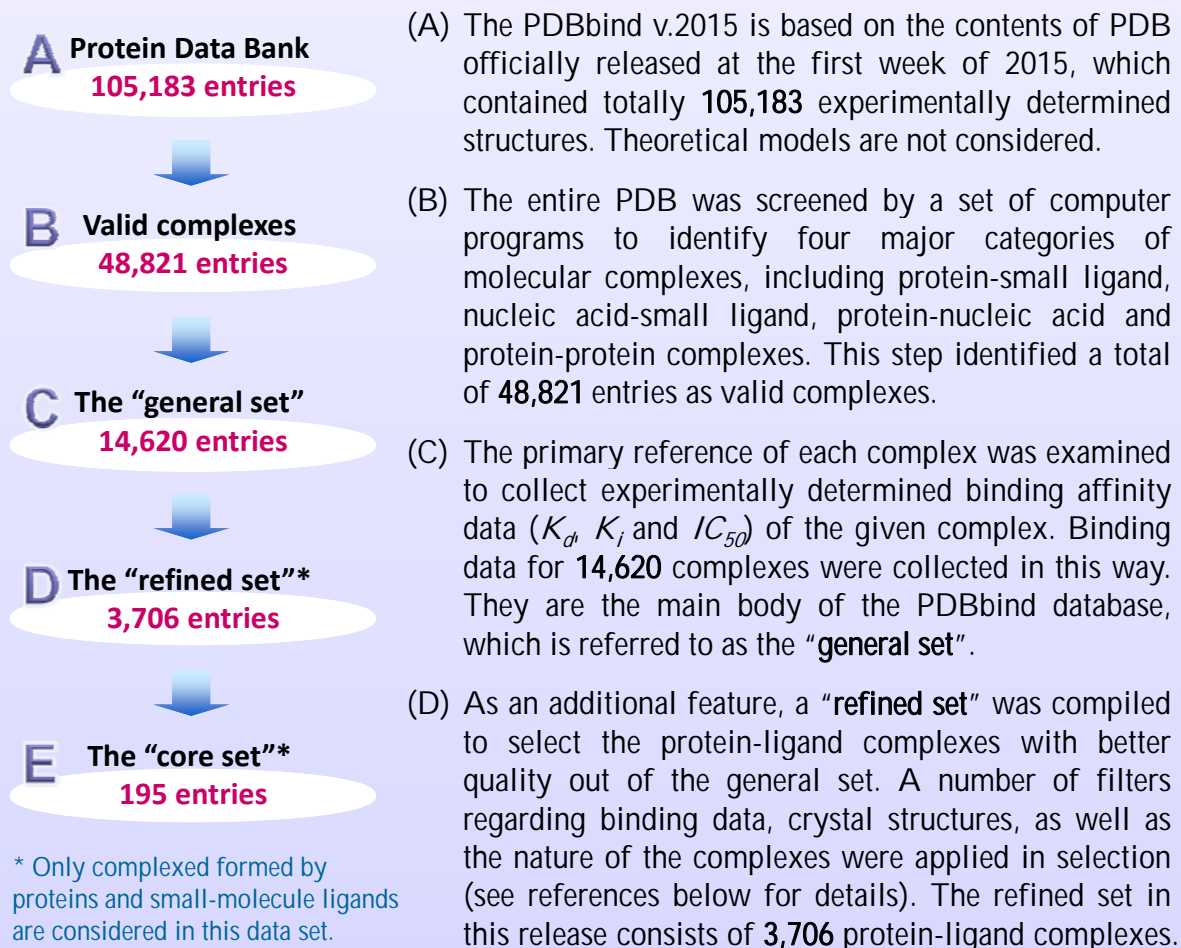 A Protein Data Bank
105,183 entries
B Valid complexes
48,821 entries
C The “general set”
14,620 entries
D The “refined set”*
3,706 entries
E The “core set”*
195 entries
* Only complexed formed by
proteins and small-molecule ligands
are considered in this data set.
(A) The PDBbind v.2015 is based on the contents of PDB
officially released at the first week of 2015, which
contained totally 105,183 experimentally determined
structures. Theoretical models are not considered.
(B) The entire PDB was screened by a set of computer
programs to identify four major categories of
molecular complexes, including protein-small ligand,
nucleic acid-small ligand, protein-nucleic acid and
protein-protein complexes. This step identified a total
of 48,821 entries as valid complexes.
(C) The primary reference of each complex was examined
to collect experimentally determined binding affinity
data (Kd, Ki and IC50) of the given complex. Binding
data for 14,620 complexes were collected in this way.
They are the main body of the PDBbind database,
which is referred to as the “general set”.
(D) As an additional feature, a “refined set” was compiled
to select the protein-ligand complexes with better
quality out of the general set. A number of filters
regarding binding data, crystal structures, as well as
the nature of the complexes were applied in selection
(see references below for details). The refined set in
this release consists of 3,706 protein-ligand complexes.